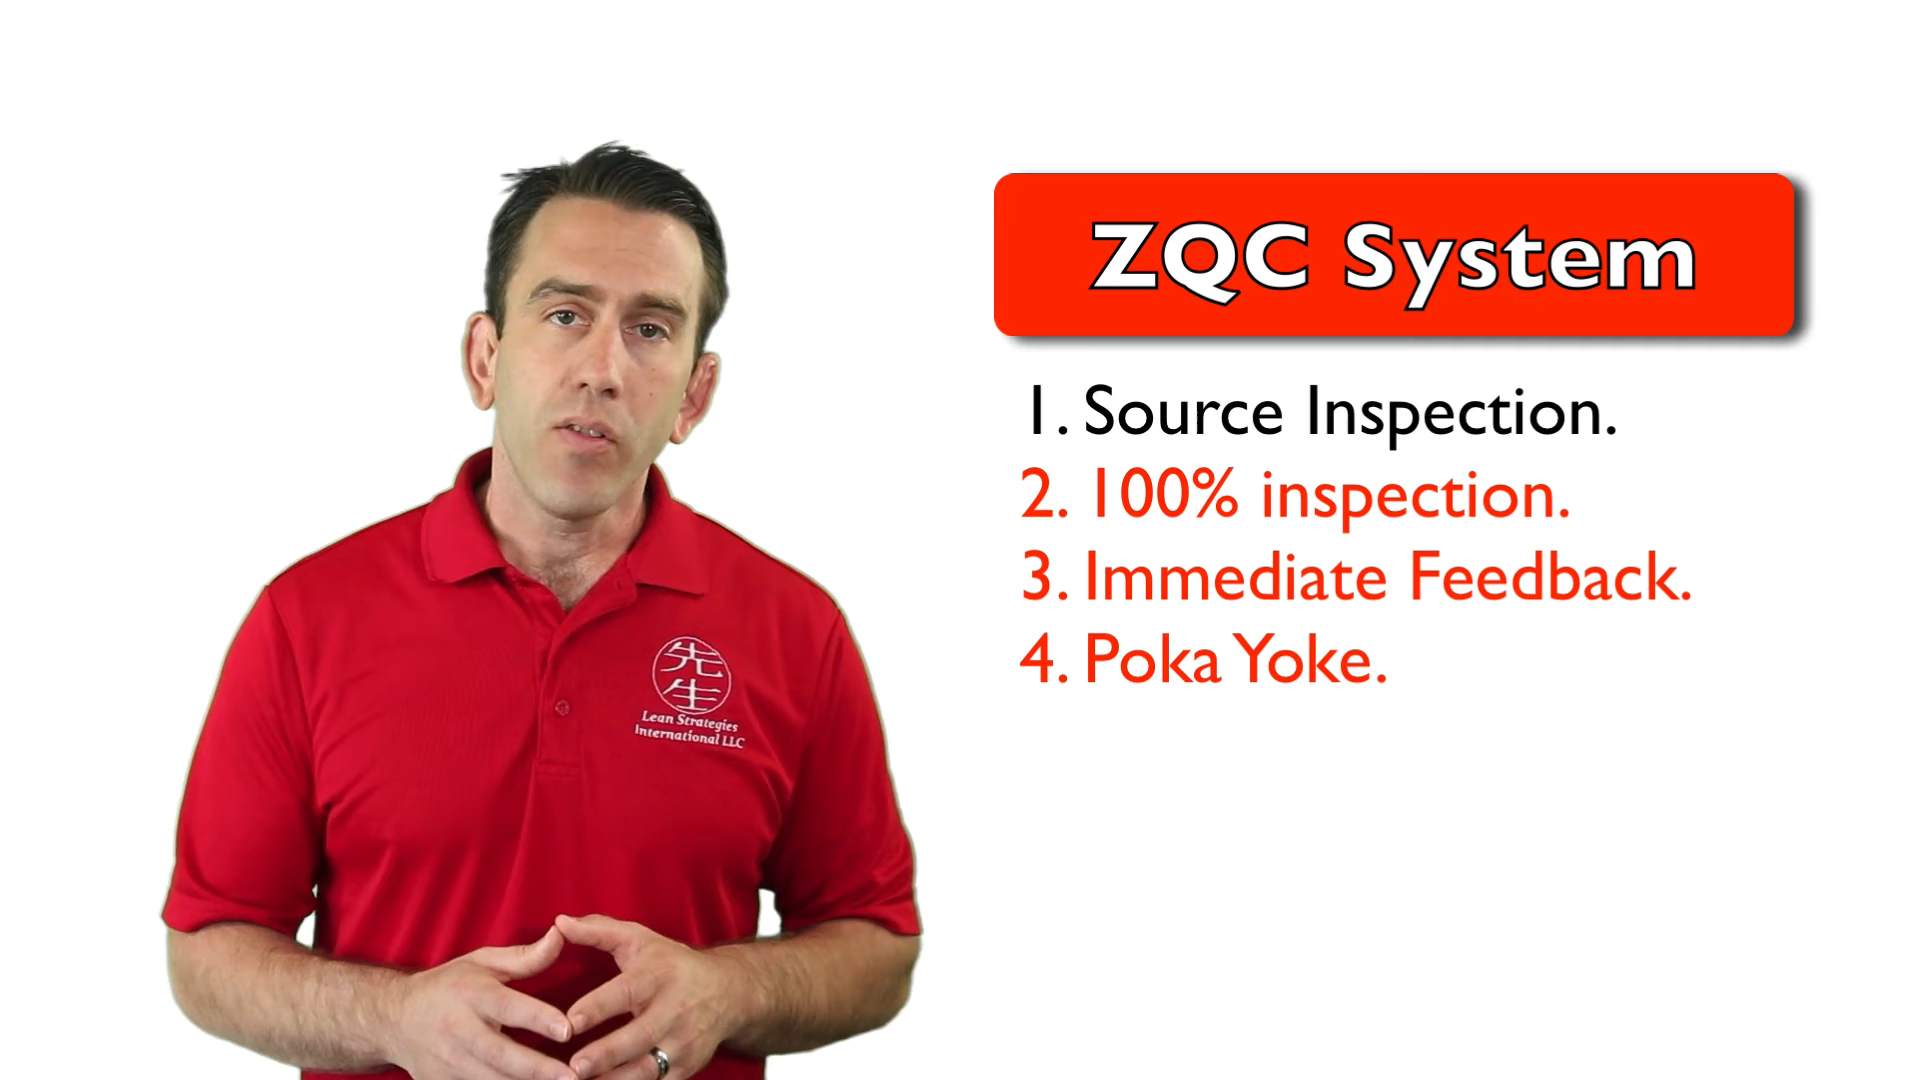 ZQC System
1. Source Inspection.
2. 100% inspection.
3. Immediate Feedback.
4. Poka Yoke.
先
生
Lean Strategies
International LLC